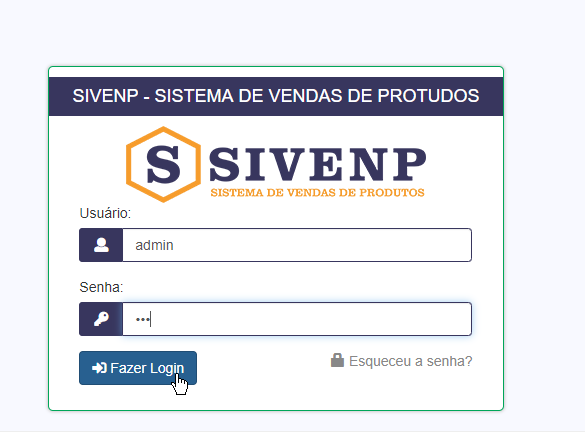 SIVENP - SISTEMA DE VENDAS DE PROTUDOS
S SIVENP
SISTEMA DE VENDAS DE PRODUTOS
Usuário:
admin
Senha:
•••
Fazer Login
Esqueceu a senha?